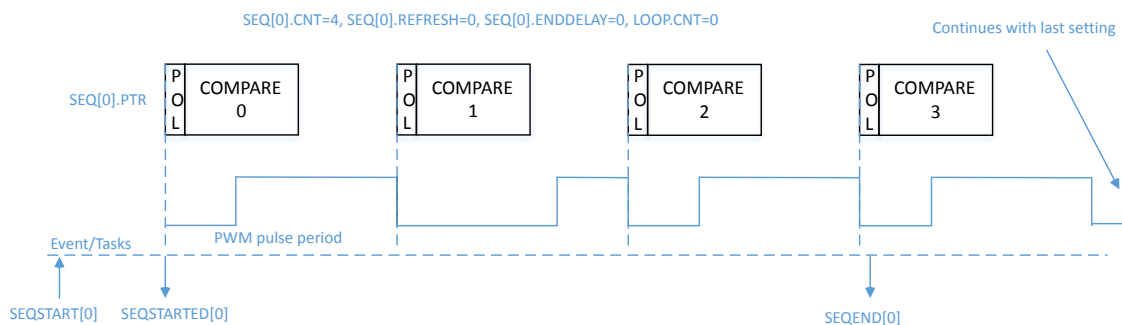 SEQ[0].CNT=4, SEQ[0].REFRESH=0, SEQ[0].ENDDELAY=0, LOOP.CNT=0
Continues with last setting
SEQ[0].PTR
P
O
L
COMPARE
0
P
O
L
COMPARE
1
P
O
L
COMPARE
2
P
O
L
COMPARE
3
Event/Tasks
PWM pulse period
SEQSTART[0]
SEQSTARTED[0]
SEQEND[0]